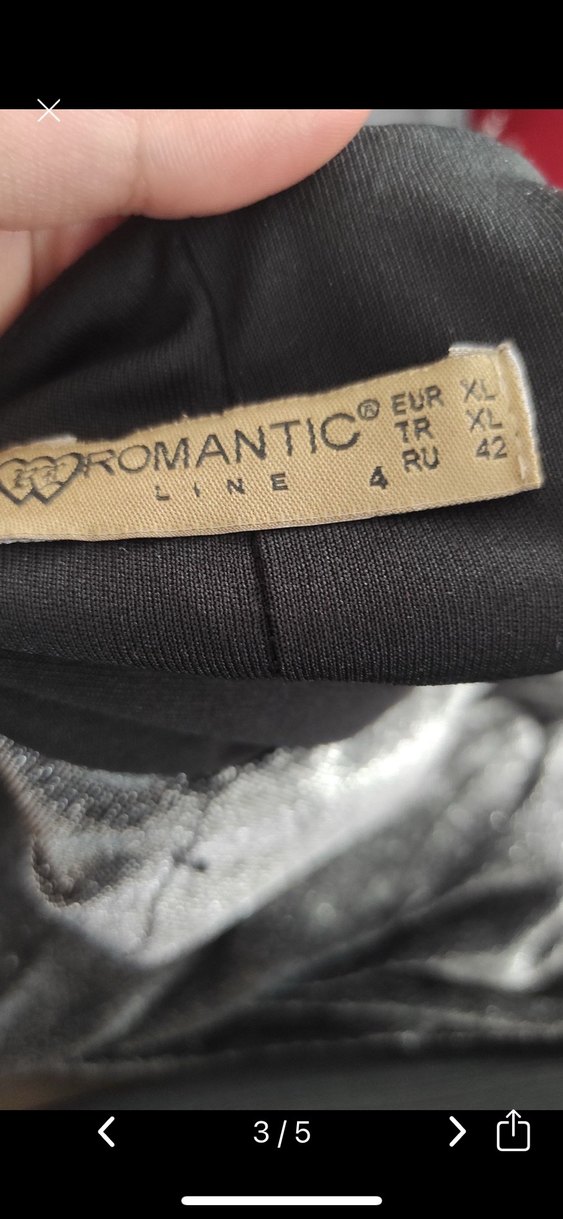 ROMANTIC®
LINE 4
EUR XL
TR XL
RU 42
3/5